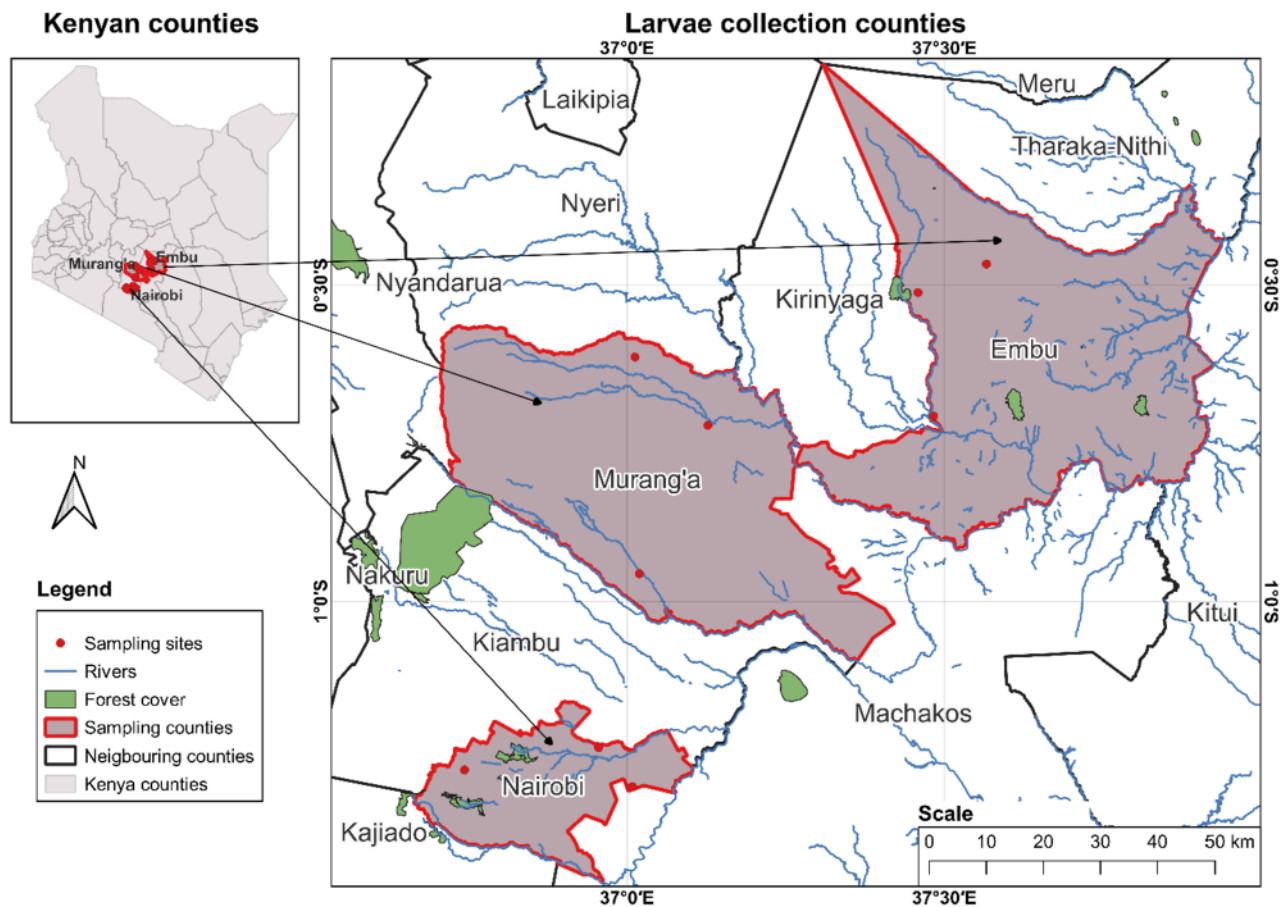 Kenyan counties
Larvae collection counties
37°0'E
37°30'E
Meru
Laikipia
Tharaka-Nithi
Nyeri
Murang'a
Embu
Nairobi
Nyandarua
Kirinyaga
0°30'S
0°30'S
Embu
Murang'a
N
Nakuru
1°0'S
1°0'S
Kitui
Kiambu
Machakos
Nairobi
Kajiado
Legend
Sampling sites
Rivers
Forest cover
Sampling counties
Neigbouring counties
Kenya counties
Scale
0 10 20 30 40 50 km
37°0'E
37°30'E